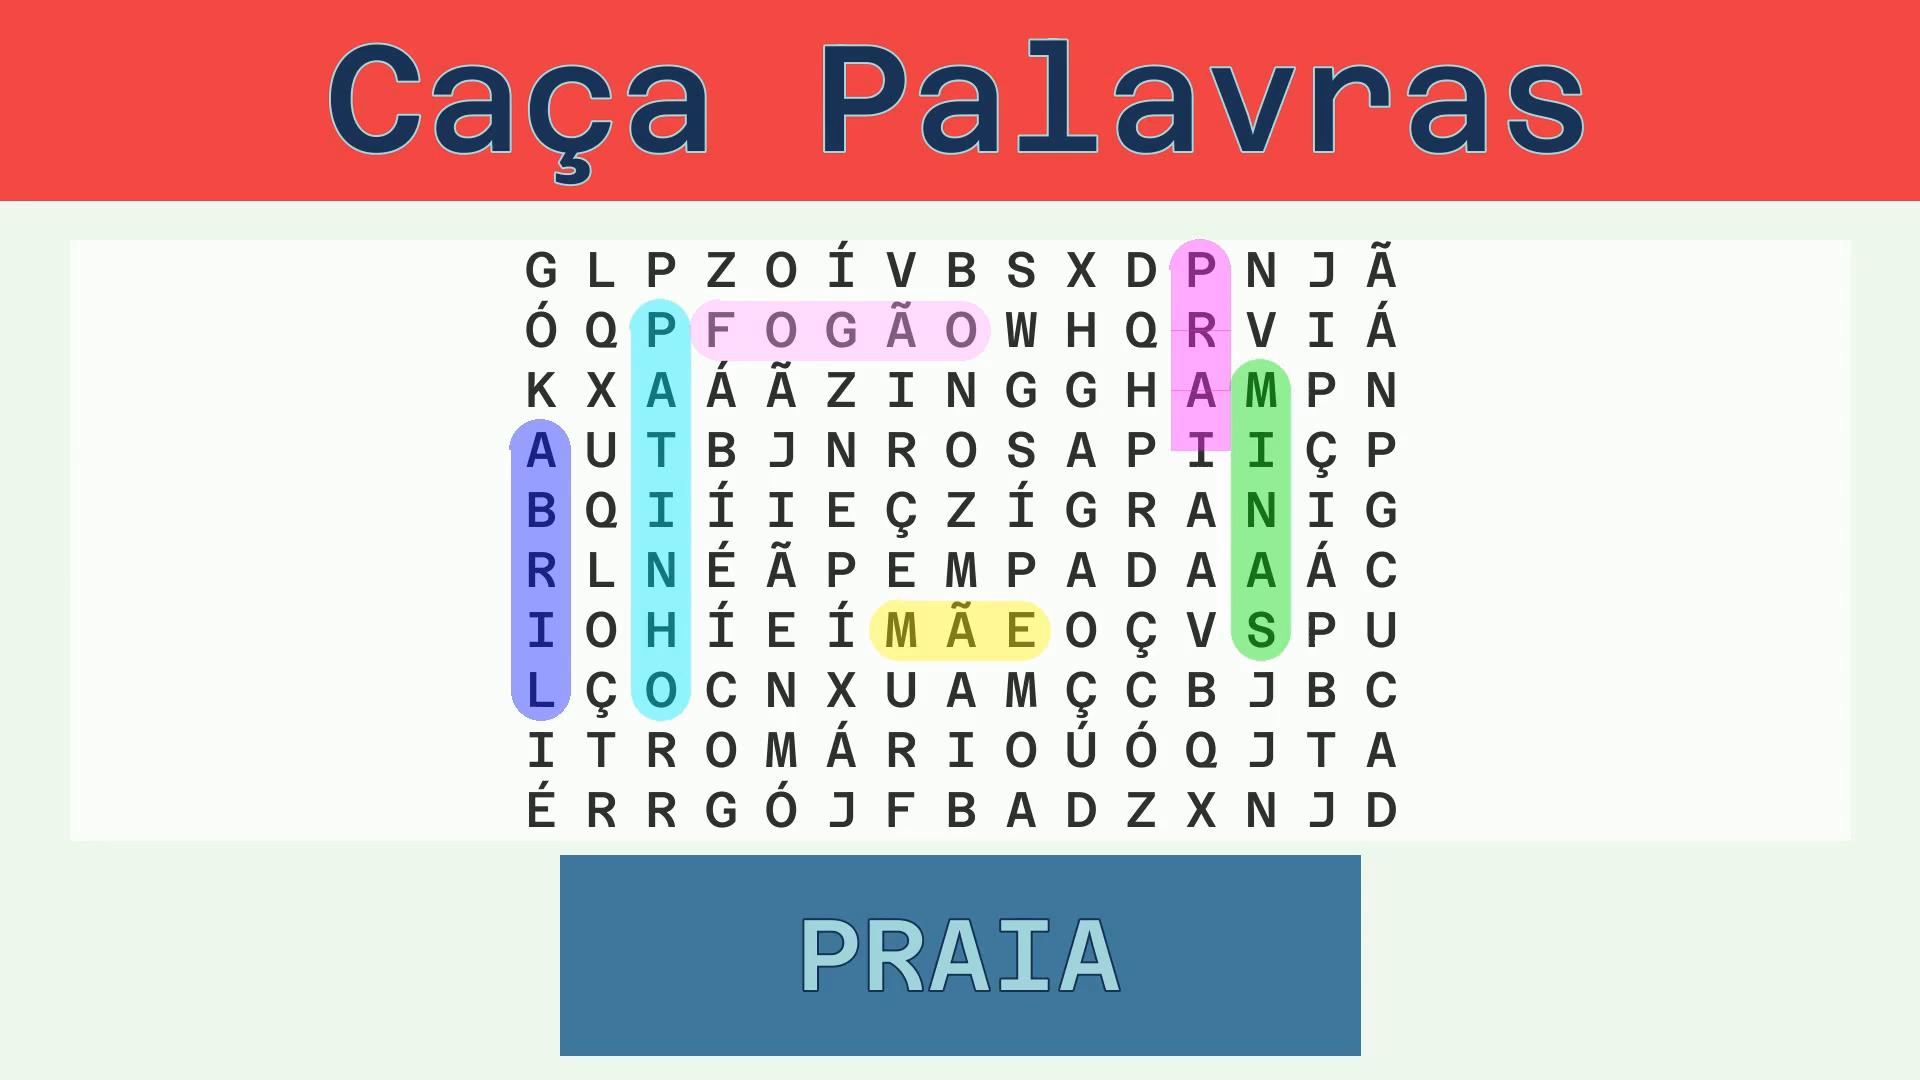 Caça Palavras
G L P Z O Í V B S X D P N J Ã
Ó Q P F O G Ã O W H Q R V I Á
K X A Á Ã Z I N G G H A M P N
A U T B J N R O S A P I I Ç P
B Q I Í I E Ç Z Í G R A N I G
R L N É Ã P E M P A D A A Á C
I O H Í E Í M Ã E O Ç V S P U
L Ç O C N X U A M Ç C B J B C
I T R O M Á R I O Ú Ó Q J T A
É R R G Ó J F B A D Z X N J D
PRAIA